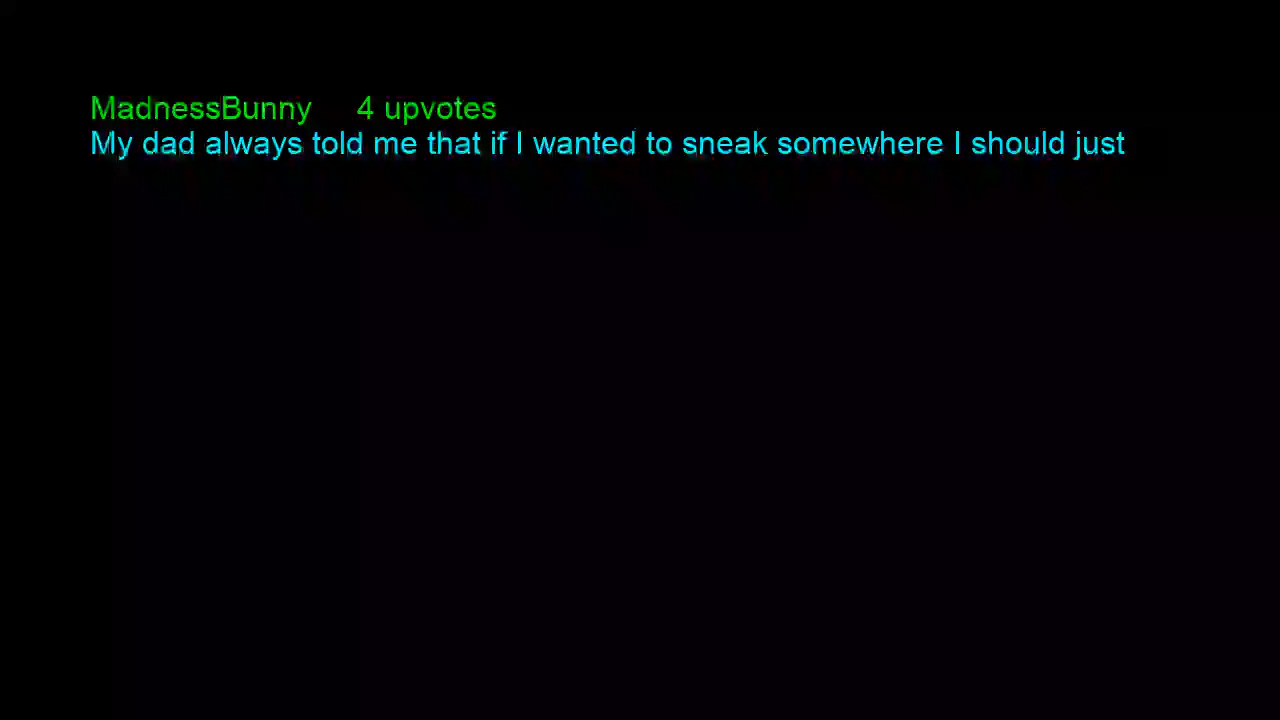 MadnessBunny 4 upvotes
My dad always told me that if I wanted to sneak somewhere I should just